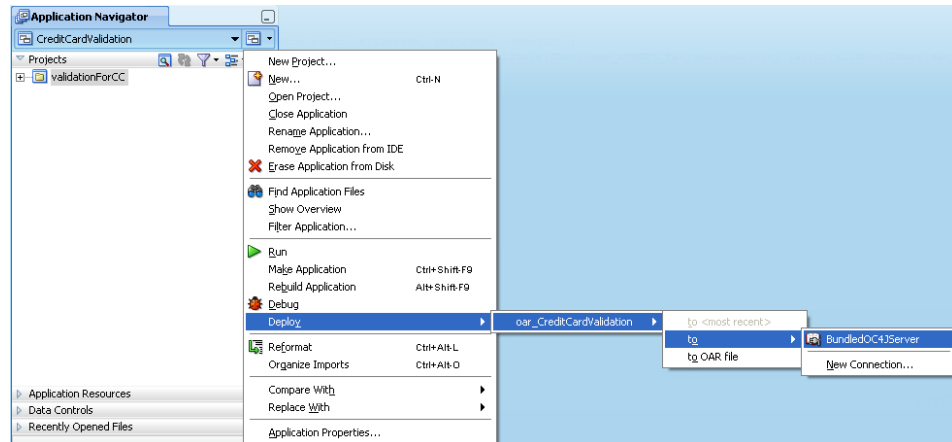 Application Navigator
CreditCardValidation
Projects
validationForCC
New Project...
New... Ctrl-N
Open Project...
Close Application
Rename Application...
Remove Application from IDE
Erase Application from Disk
Find Application Files
Show Overview
Filter Application...
Run
Make Application Ctrl+Shift-F9
Rebuild Application Alt+Shift-F9
Debug
Deploy oar_CreditCardValidation to <most recent>
to BundledOC4JServer
to OAR file New Connection...
Reformat Ctrl+Alt-L
Organize Imports Ctrl+Alt-O
Compare With
Replace With
Application Properties...
Application Resources
Data Controls
Recently Opened Files